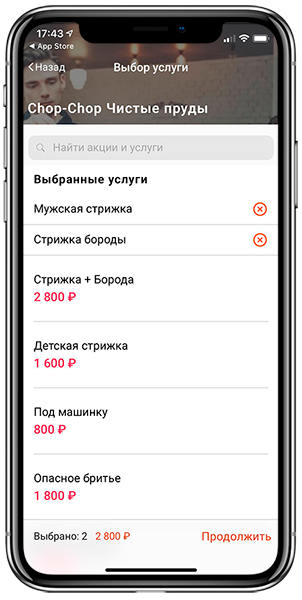 17:43
App Store
Назад
Выбор услуги
Chop-Chop Чистые пруды
Найти акции и услуги
Выбранные услуги
Мужская стрижка
Стрижка бороды
Стрижка + Борода
2 800 ₽
Детская стрижка
1 600 ₽
Под машинку
800 ₽
Опасное бритье
1 800 ₽
Выбрано: 2 2 800 ₽ Продолжить